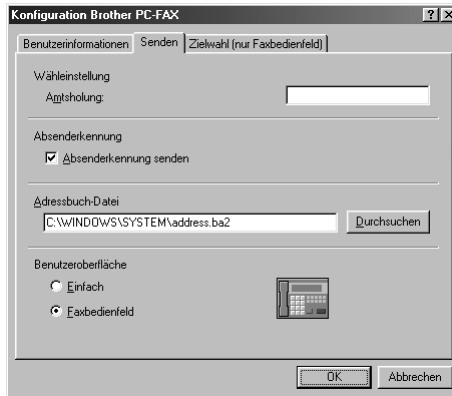 Konfiguration Brother PC-FAX
Benutzerinformationen Senden Zielwahl (nur Faxbedienfeld)
Wähleinstellung
Amtsholung:
Absenderkennung
Absenderkennung senden
Adressbuch-Datei
C:\WINDOWS\SYSTEM\address.ba2 Durchsuchen
Benutzeroberfläche
Einfach
Faxbedienfeld
OK Abbrechen